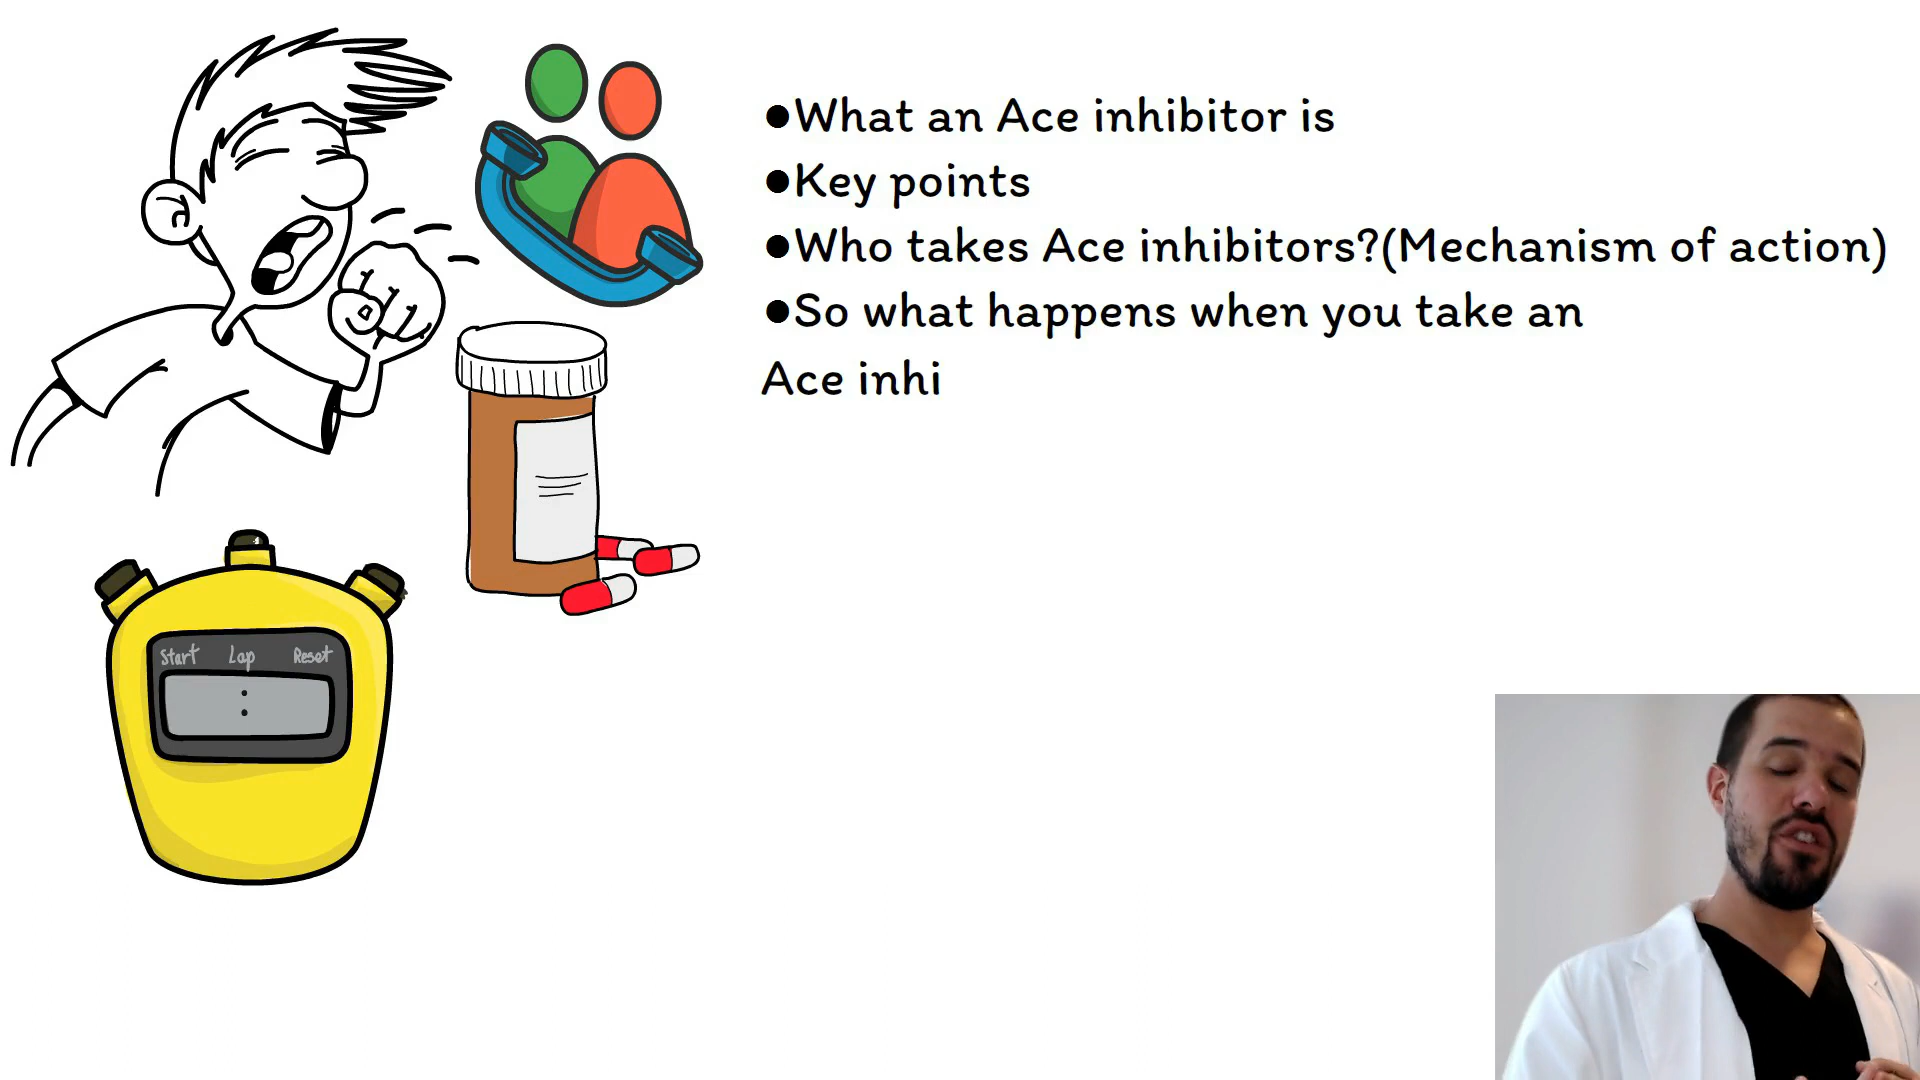 ●What an Ace inhibitor is
●Key points
●Who takes Ace inhibitors?(Mechanism of action)
●So what happens when you take an
Ace inhi
Start Lap Reset
: